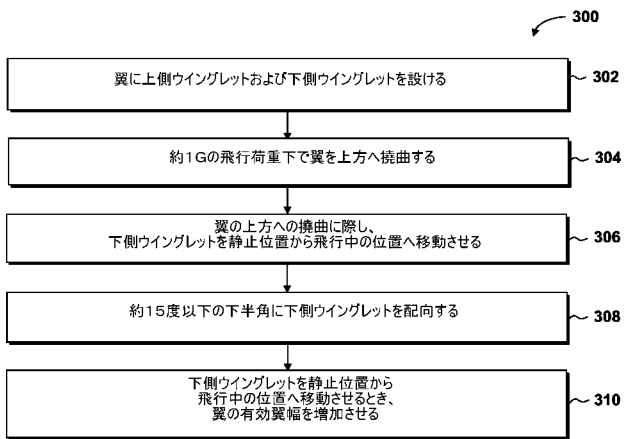 300
翼に上側ウイングレットおよび下側ウイングレットを設ける
302
約1Gの飛行荷重下で翼を上方へ撓曲する
304
翼の上方への撓曲に際し、
下側ウイングレットを静止位置から飛行中の位置へ移動させる
306
約15度以下の下半角に下側ウイングレットを配向する
308
下側ウイングレットを静止位置から
飛行中の位置へ移動させるとき、
翼の有効翼幅を増加させる
310